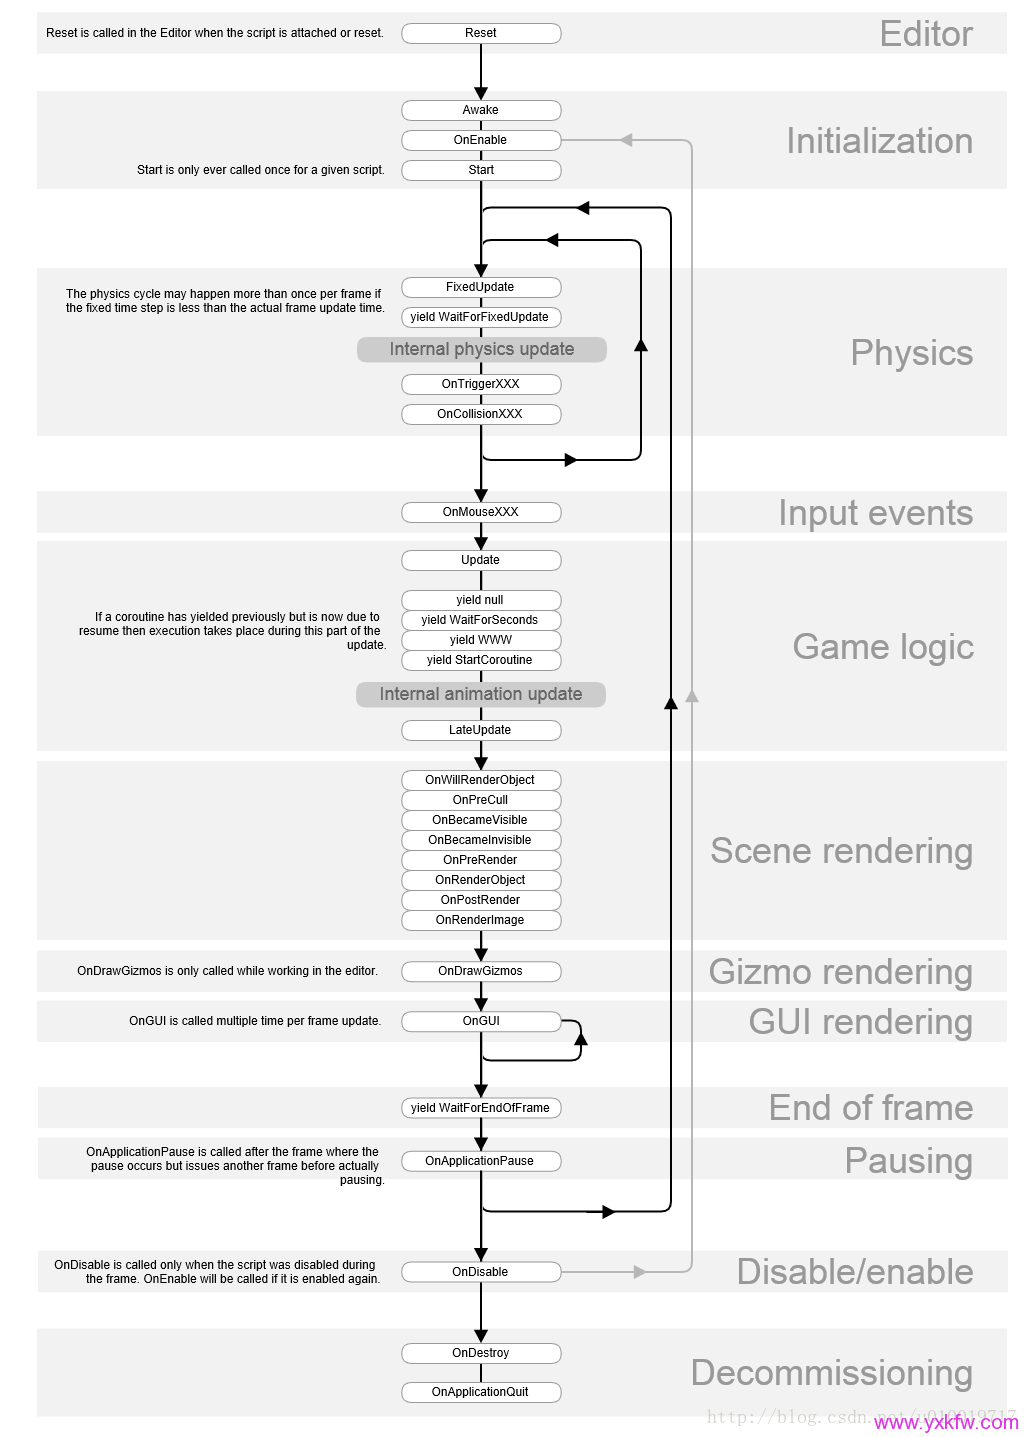 Reset is called in the Editor when the script is attached or reset.
Reset
Editor
Awake
OnEnable
Initialization
Start is only ever called once for a given script.
Start
The physics cycle may happen more than once per frame if
the fixed time step is less than the actual frame update time.
FixedUpdate
yield WaitForFixedUpdate
Internal physics update
Physics
OnTriggerXXX
OnCollisionXXX
OnMouseXXX
Input events
Update
If a coroutine has yielded previously but is now due to
resume then execution takes place during this part of the
update.
yield null
yield WaitForSeconds
yield WWW
yield StartCoroutine
Game logic
Internal animation update
LateUpdate
OnWillRenderObject
OnPreCull
OnBecameVisible
OnBecameInvisible
OnPreRender
OnRenderObject
OnPostRender
OnRenderImage
Scene rendering
OnDrawGizmos is only called while working in the editor.
OnDrawGizmos
Gizmo rendering
OnGUI is called multiple time per frame update.
OnGUI
GUI rendering
yield WaitForEndOfFrame
End of frame
OnApplicationPause is called after the frame where the
pause occurs but issues another frame before actually
pausing.
OnApplicationPause
Pausing
OnDisable is called only when the script was disabled during
the frame. OnEnable will be called if it is enabled again.
OnDisable
Disable/enable
OnDestroy
Decommissioning
OnApplicationQuit
http://blog.csdn.net/u010019717
www.yxkfw.com